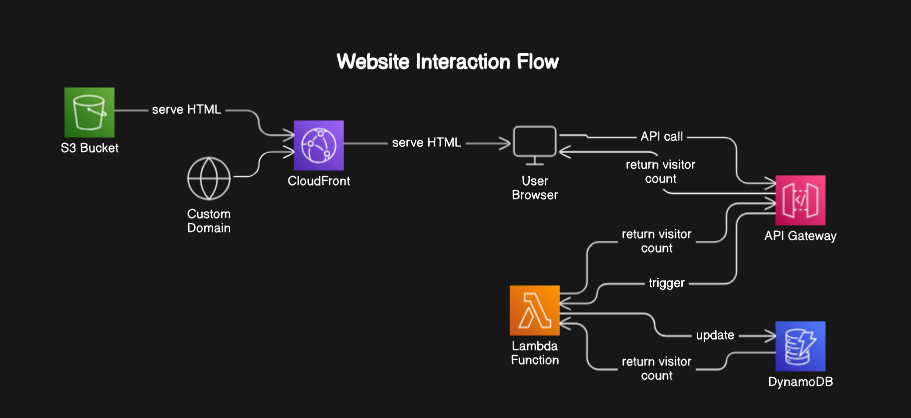 Website Interaction Flow
serve HTML
S3 Bucket
serve HTML
CloudFront
Custom
Domain
User
Browser
API call
return visitor
count
API Gateway
return visitor
count
trigger
Lambda
Function
update
return visitor
count
DynamoDB